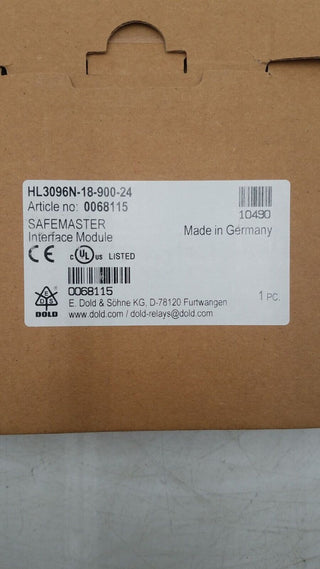 HL3096N-18-900-24
Article no: 0068115
10490
SAFEMASTER
Interface Module
Made in Germany
CE c UL us LISTED
0068115
E. Dold & Söhne KG, D-78120 Furtwangen
1 PC.
www.dold.com / dold-relays@dold.com
E D S
DOLD